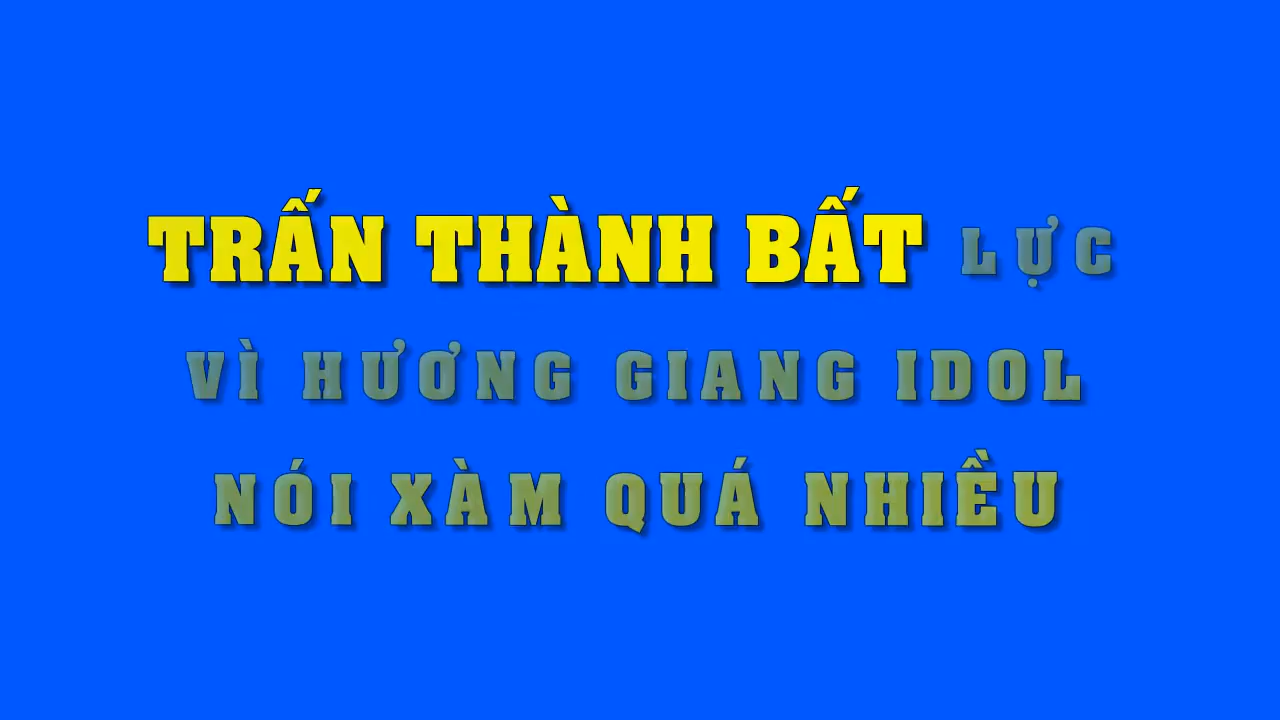 TRẤN THÀNH BẤT LỰC
VÌ HƯƠNG GIANG IDOL
NÓI XÀM QUÁ NHIỀU